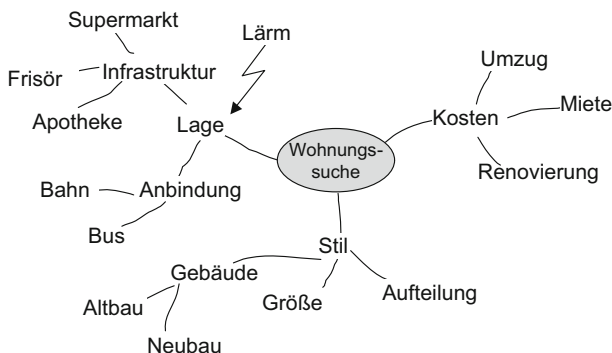 Supermarkt
Lärm
Frisör
Infrastruktur
Umzug
Miete
Apotheke
Lage
Kosten
Wohnungs-
suche
Renovierung
Bahn
Anbindung
Bus
Stil
Gebäude
Altbau
Größe
Aufteilung
Neubau